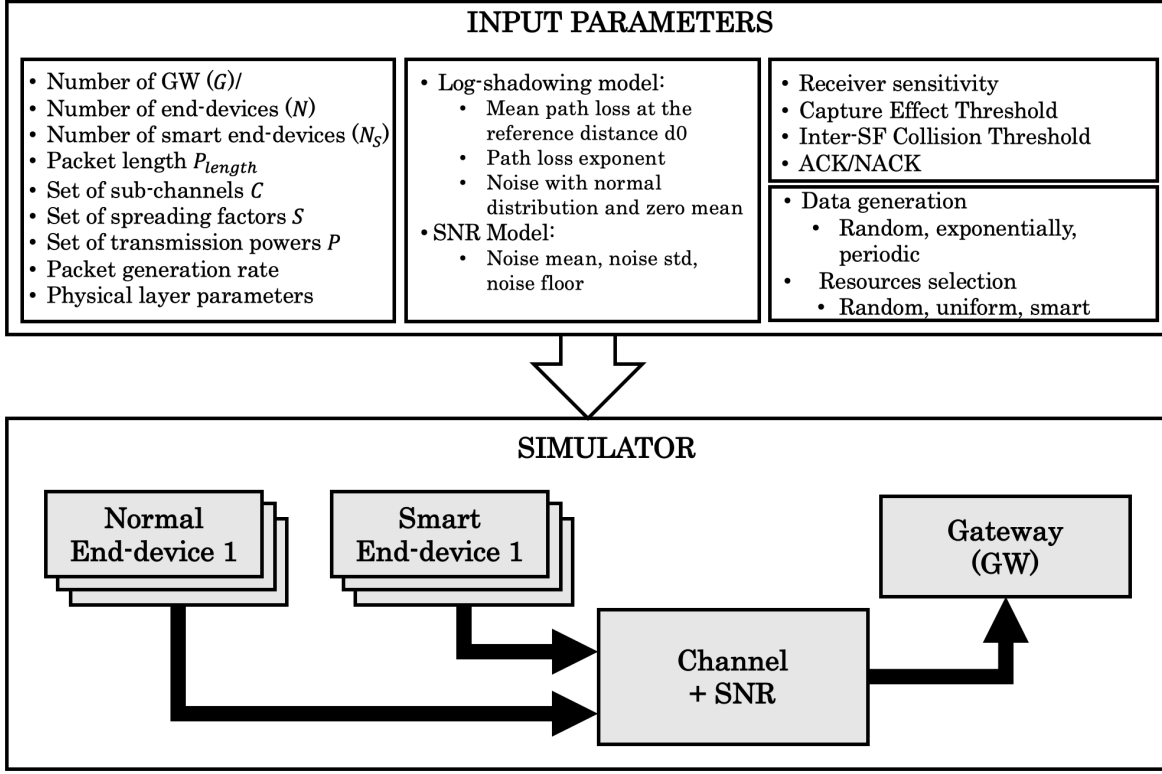 INPUT PARAMETERS
• Number of GW (G)/
• Number of end-devices (N)
• Number of smart end-devices (N_S)
• Packet length P_length
• Set of sub-channels C
• Set of spreading factors S
• Set of transmission powers P
• Packet generation rate
• Physical layer parameters
• Log-shadowing model:
• Mean path loss at the
reference distance d0
• Path loss exponent
• Noise with normal
distribution and zero mean
• SNR Model:
• Noise mean, noise std,
noise floor
• Receiver sensitivity
• Capture Effect Threshold
• Inter-SF Collision Threshold
• ACK/NACK
• Data generation
• Random, exponentially,
periodic
• Resources selection
• Random, uniform, smart
SIMULATOR
Normal
End-device 1
Smart
End-device 1
Gateway
(GW)
Channel
+ SNR